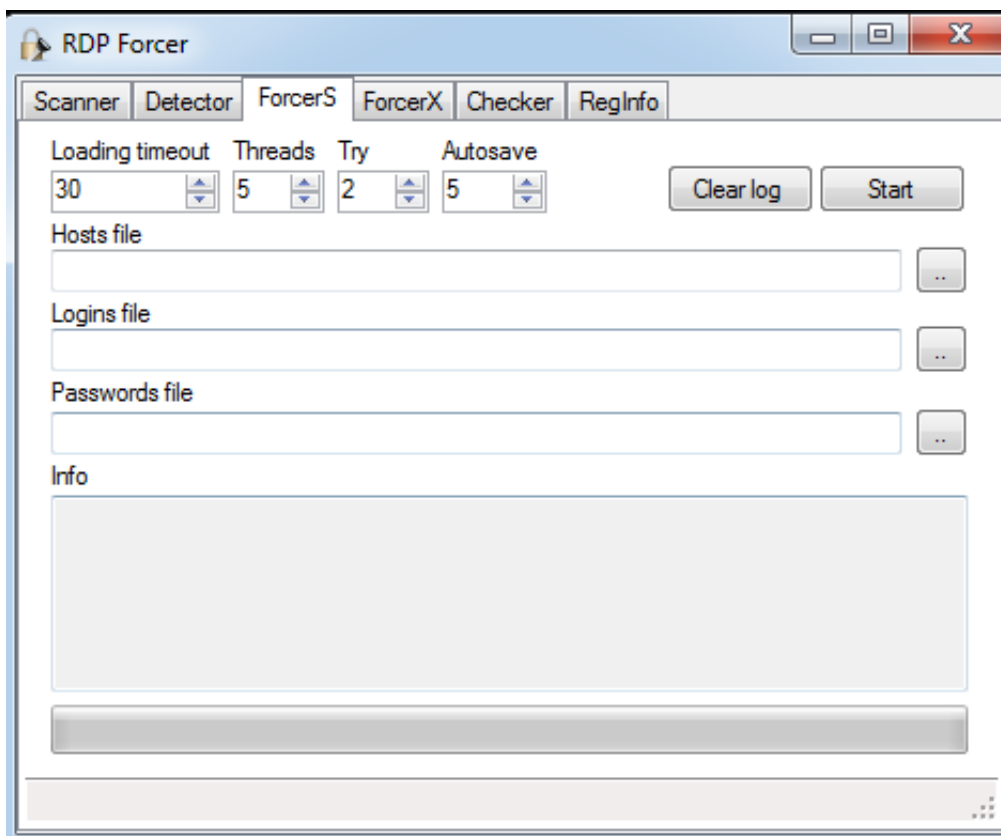 RDP Forcer
Scanner Detector ForcerS ForcerX Checker RegInfo
Loading timeout Threads Try Autosave
30 5 2 5 Clear log Start
Hosts file
..
Logins file
..
Passwords file
..
Info